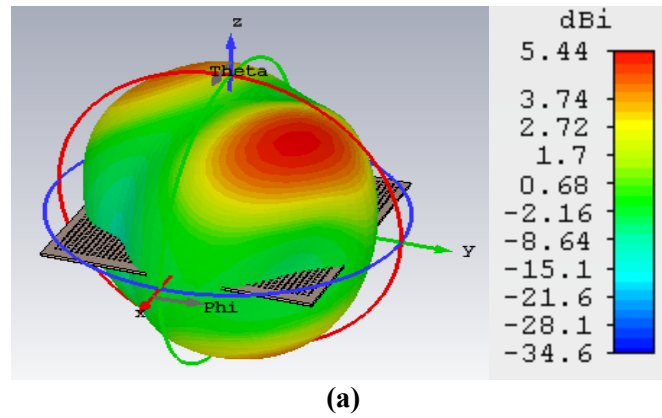 z
Theta
Y
x
Phi
dBi
5.44
3.74
2.72
1.7
0.68
-2.16
-8.64
-15.1
-21.6
-28.1
-34.6
(a)